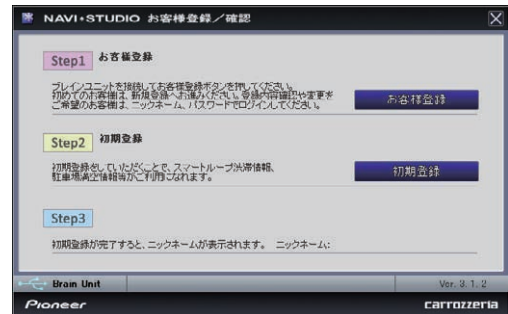 NAVI*STUDIO お客様登録／確認
Step1 お客様登録
ブレインユニットを接続してお客様登録ボタンを押してください。
初めてのお客様は、新規登録へお進みください。登録内容確認や変更を
ご希望のお客様は、ニックネーム、パスワードでログインしてください。
お客様登録
Step2 初期登録
初期登録をしていただくことで、スマートループ渋滞情報、
駐車場満空情報等がご利用になれます。
初期登録
Step3
初期登録が完了すると、ニックネームが表示されます。 ニックネーム:
Brain Unit
Ver. 3. 1. 2
Pioneer
carrozzeria